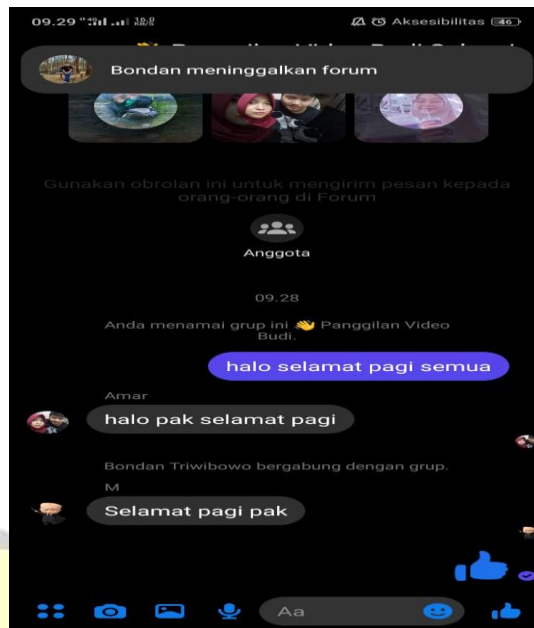 09.29
Aksesibilitas 46
Bondan meninggalkan forum
Gunakan obrolan ini untuk mengirim pesan kepada
orang-orang di Forum
Anggota
09.28
Anda menamai grup ini 👋 Panggilan Video
Budi.
halo selamat pagi semua
Amar
halo pak selamat pagi
Bondan Triwibowo bergabung dengan grup.
M
Selamat pagi pak
Aa